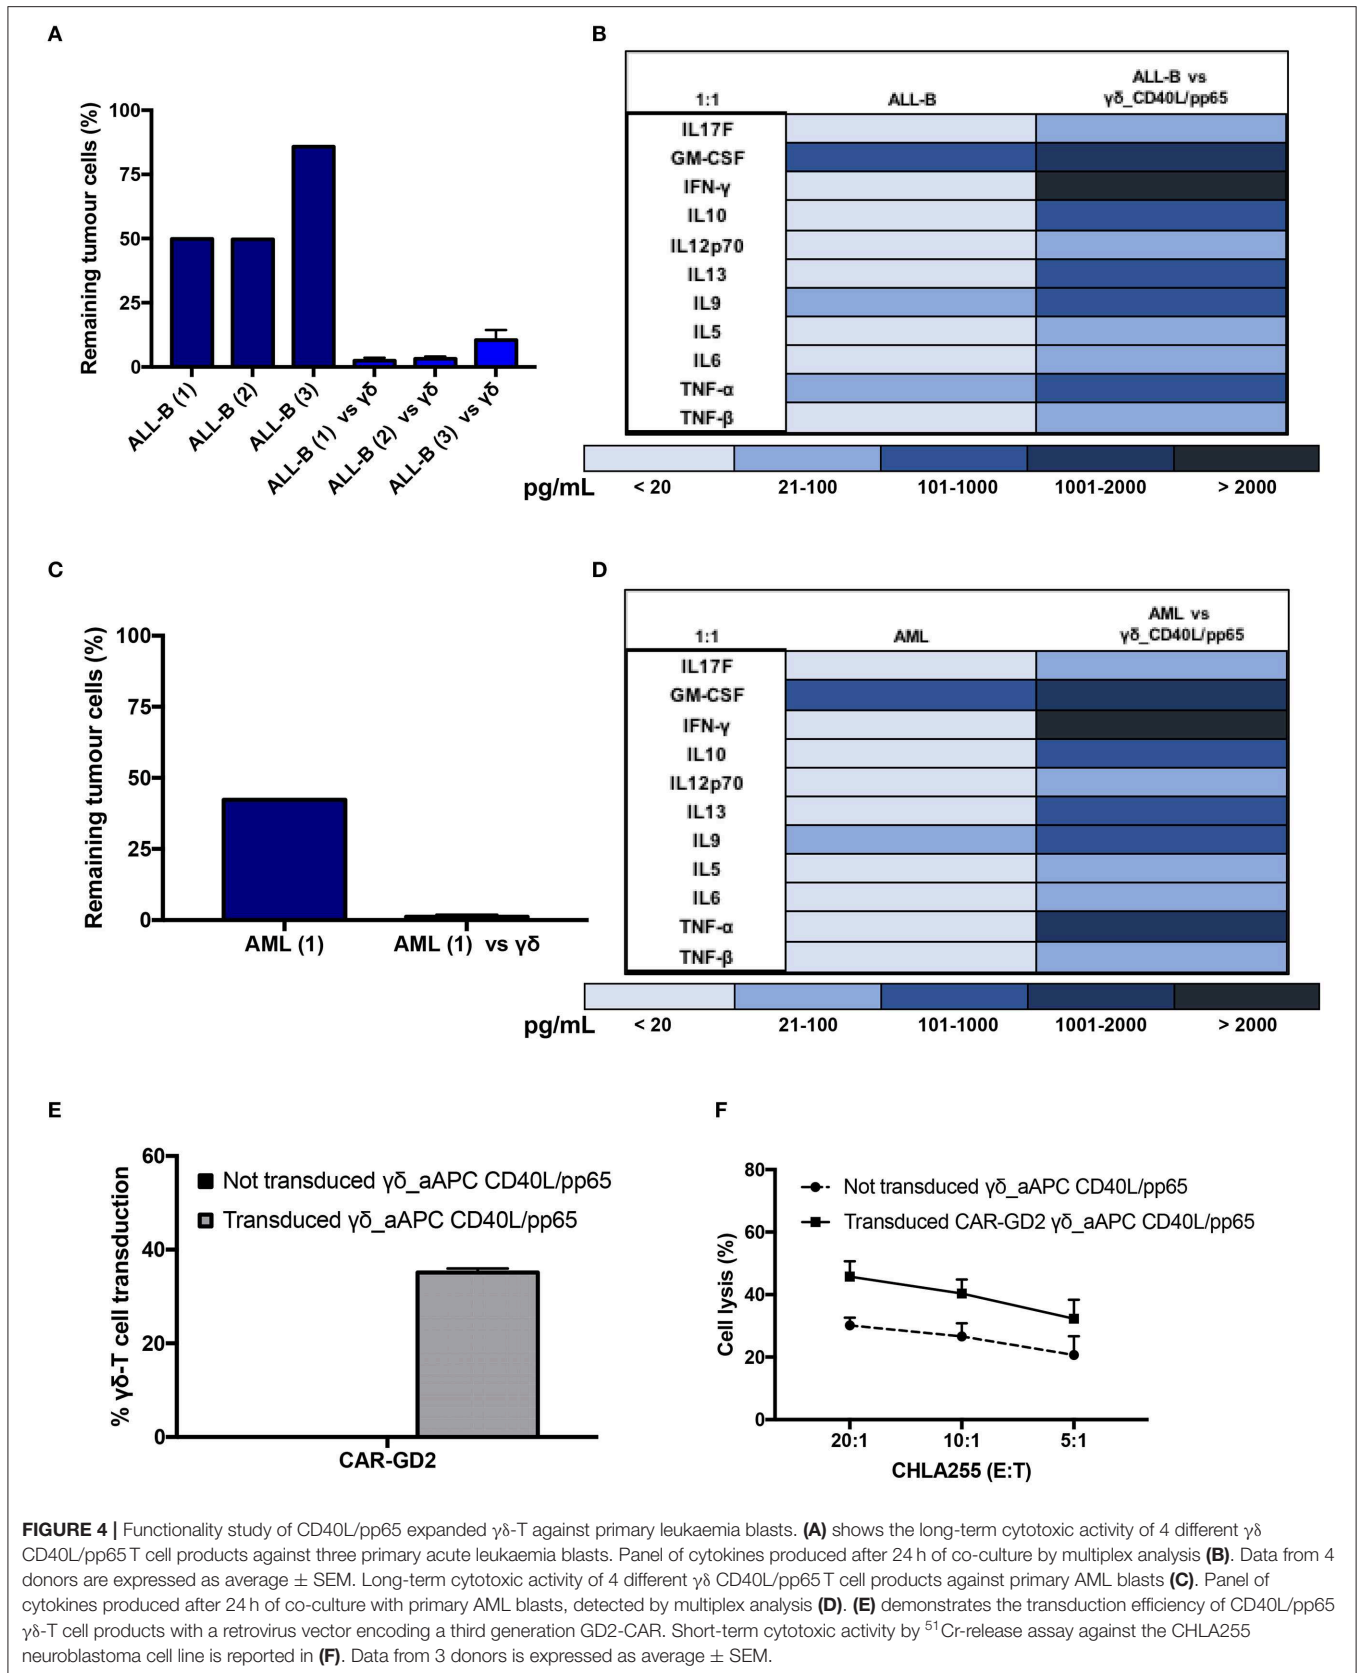 A
Remaining tumour cells (%)
100
75
50
25
0
ALL-B (1)
ALL-B (2)
ALL-B (3)
ALL-B (1) vs γδ
ALL-B (2) vs γδ
ALL-B (3) vs γδ
B
1:1
ALL-B
ALL-B vs
γδ_CD40L/pp65
IL17F
GM-CSF
IFN-γ
IL10
IL12p70
IL13
IL9
IL5
IL6
TNF-α
TNF-β
pg/mL
< 20
21-100
101-1000
1001-2000
> 2000
C
Remaining tumour cells (%)
100
75
50
25
0
AML (1)
AML (1) vs γδ
D
1:1
AML
AML vs
γδ_CD40L/pp65
IL17F
GM-CSF
IFN-γ
IL10
IL12p70
IL13
IL9
IL5
IL6
TNF-α
TNF-β
pg/mL
< 20
21-100
101-1000
1001-2000
> 2000
E
% γδ-T cell transduction
60
40
20
0
Not transduced γδ_aAPC CD40L/pp65
Transduced γδ_aAPC CD40L/pp65
CAR-GD2
F
Cell lysis (%)
80
60
40
20
0
Not transduced γδ_aAPC CD40L/pp65
Transduced CAR-GD2 γδ_aAPC CD40L/pp65
20:1
10:1
5:1
CHLA255 (E:T)
FIGURE 4 | Functionality study of CD40L/pp65 expanded γδ-T against primary leukaemia blasts. (A) shows the long-term cytotoxic activity of 4 different γδ
CD40L/pp65 T cell products against three primary acute leukaemia blasts. Panel of cytokines produced after 24 h of co-culture by multiplex analysis (B). Data from 4
donors are expressed as average ± SEM. Long-term cytotoxic activity of 4 different γδ CD40L/pp65 T cell products against primary AML blasts (C). Panel of
cytokines produced after 24 h of co-culture with primary AML blasts, detected by multiplex analysis (D). (E) demonstrates the transduction efficiency of CD40L/pp65
γδ-T cell products with a retrovirus vector encoding a third generation GD2-CAR. Short-term cytotoxic activity by ⁵¹Cr-release assay against the CHLA255
neuroblastoma cell line is reported in (F). Data from 3 donors is expressed as average ± SEM.